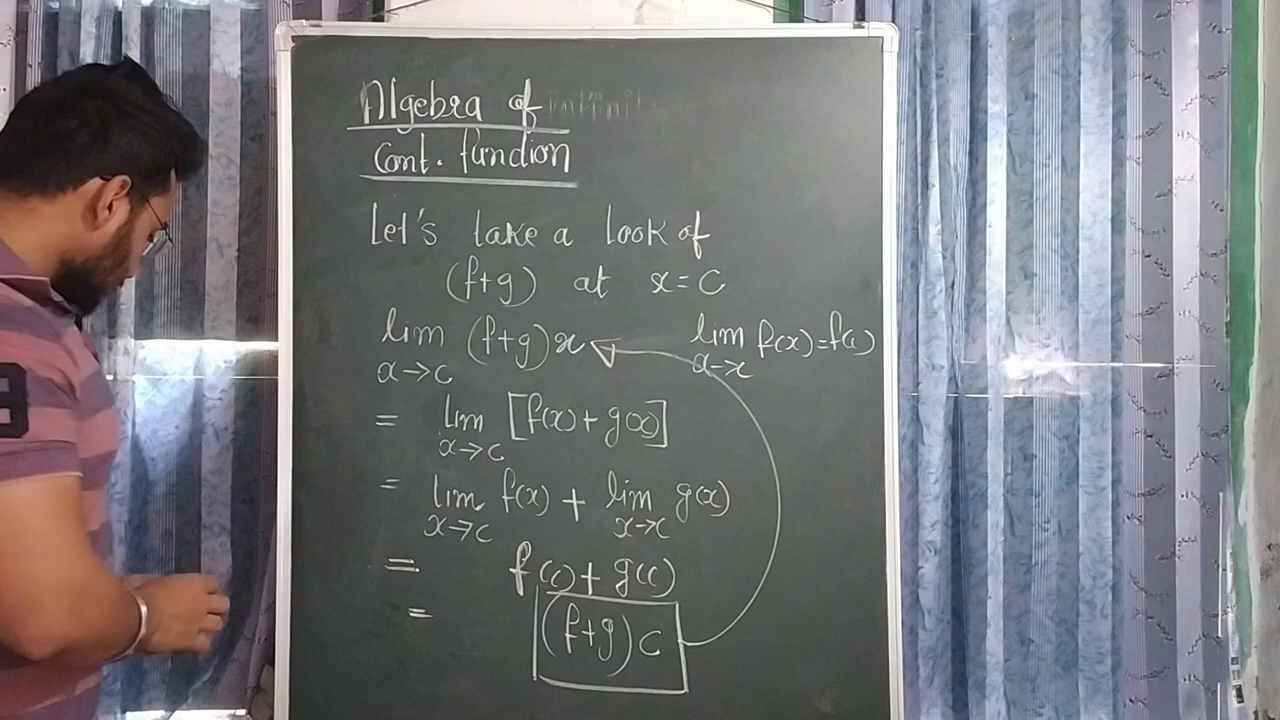 Algebra of
Cont. function
Let's take a look of
(f+g) at x=c
lim (f+g)x lim f(x)=f(c)
x→c x→x
= lim [f(x)+g(x)]
x→c
= lim f(x) + lim g(x)
x→c x→c
= f(c)+g(c)
= (f+g)c